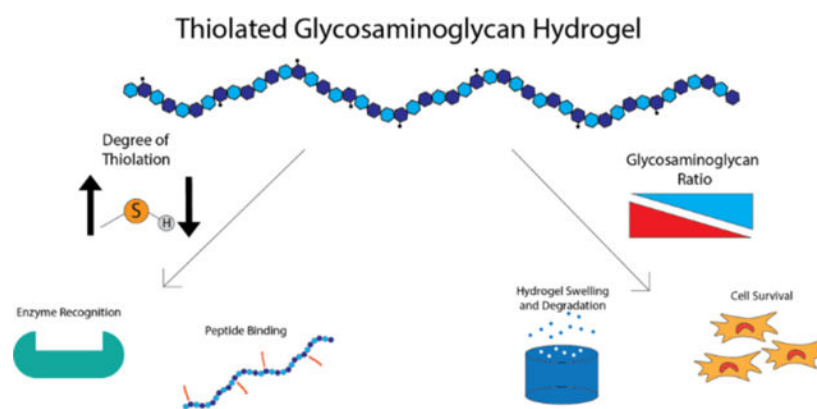 Thiolated Glycosaminoglycan Hydrogel
Degree of
Thiolation
S
H
Glycosaminoglycan
Ratio
Enzyme Recognition
Peptide Binding
Hydrogel Swelling
and Degradation
Cell Survival